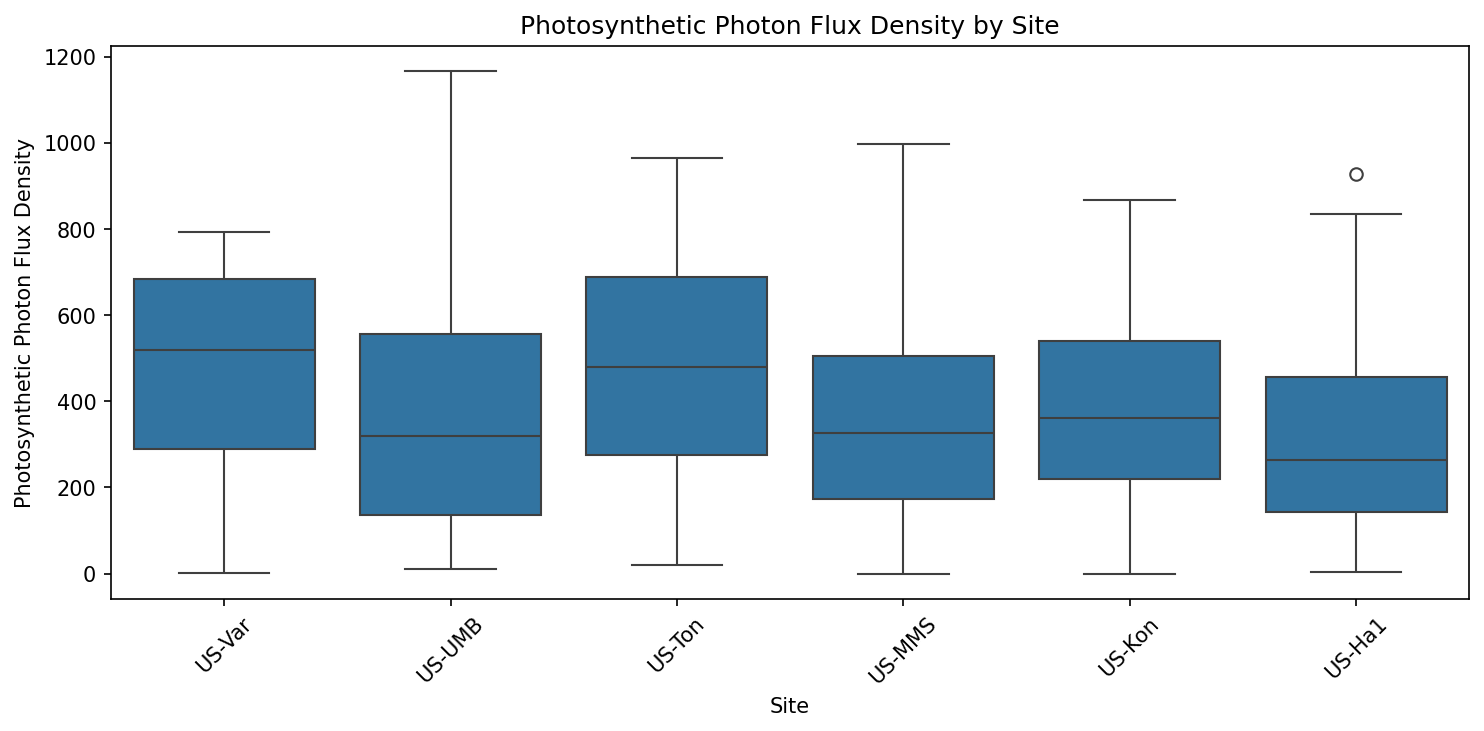 Photosynthetic Photon Flux Density by Site
Photosynthetic Photon Flux Density
1200
1000
800
600
400
200
0
US-Var
US-UMB
US-Ton
US-MMS
US-Kon
US-Ha1
Site